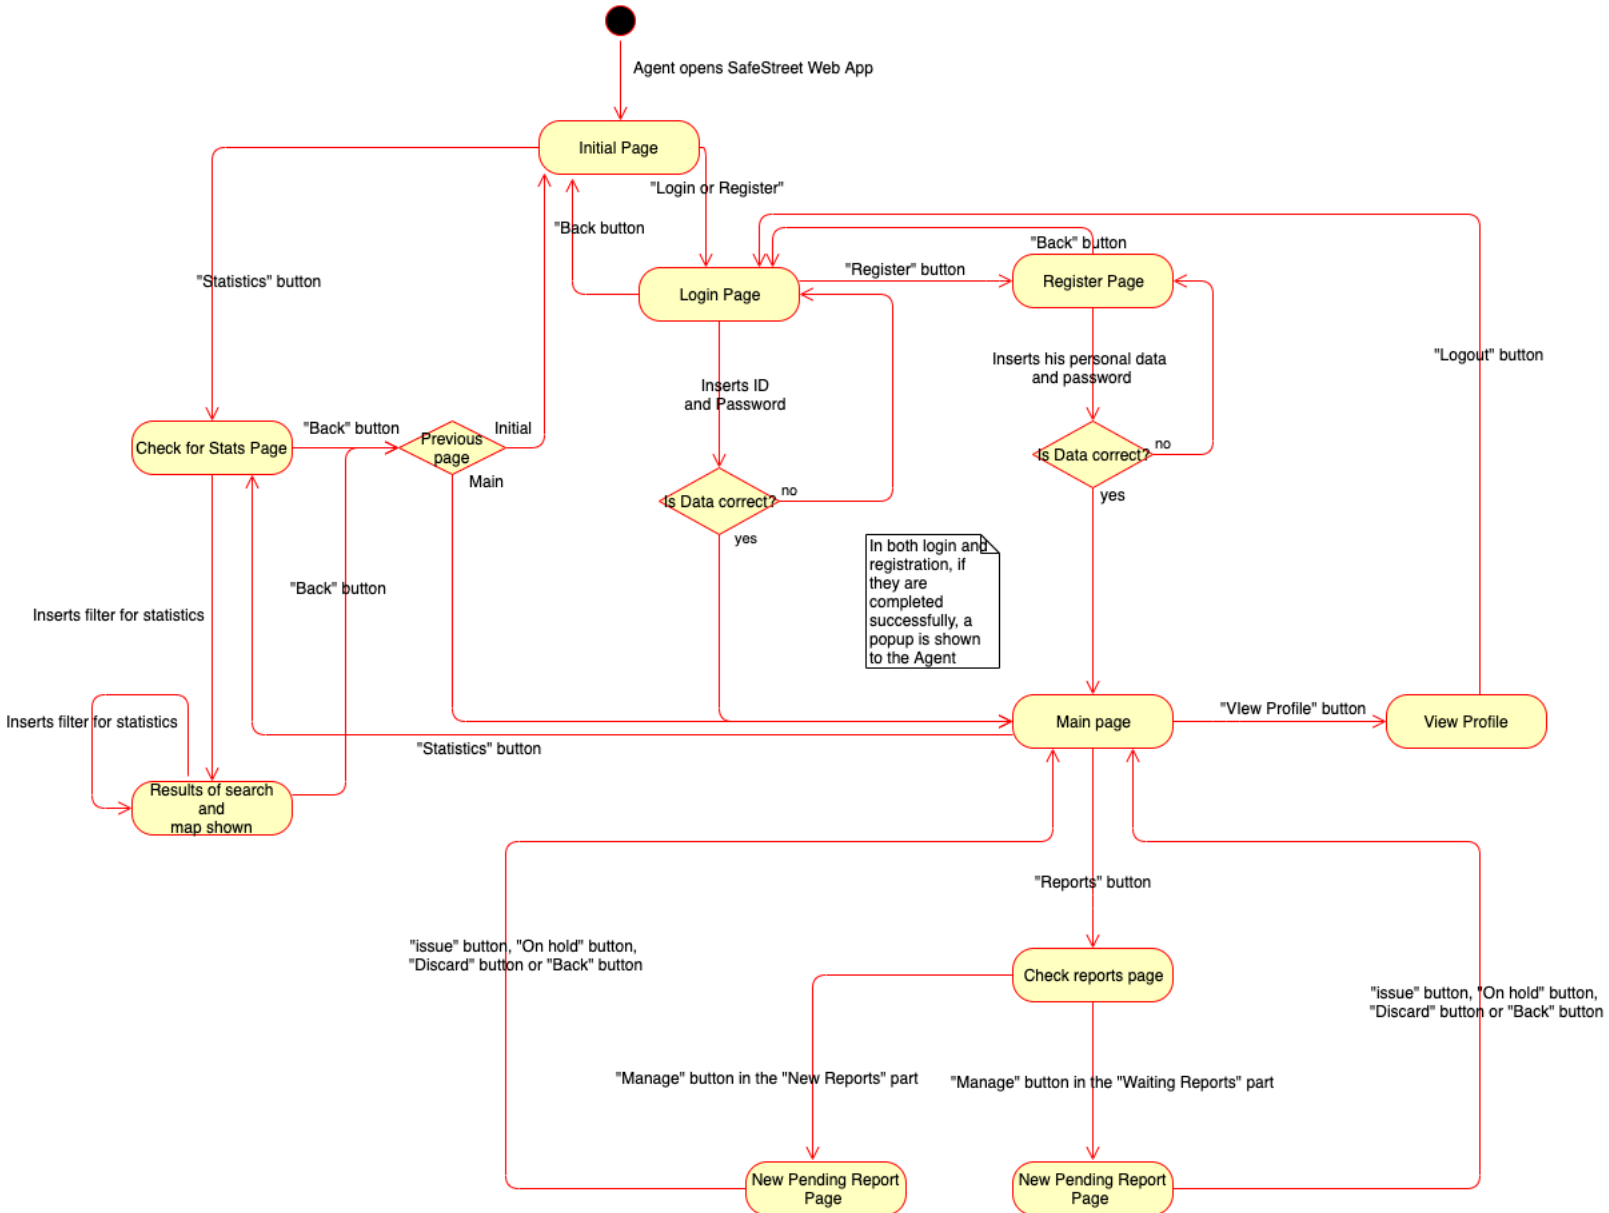 Agent opens SafeStreet Web App
Initial Page
"Login or Register"
"Back button
"Back" button
"Statistics" button
"Register" button
Login Page
Register Page
"Logout" button
Inserts his personal data
and password
Inserts ID
and Password
"Back" button
Initial
Check for Stats Page
Previous
page
Main
Is Data correct?
no
yes
Is Data correct?
no
yes
In both login and
registration, if
they are
completed
successfully, a
popup is shown
to the Agent
"Back" button
Inserts filter for statistics
Inserts filter for statistics
"Statistics" button
Main page
"VIew Profile" button
View Profile
Results of search
and
map shown
"Reports" button
"issue" button, "On hold" button,
"Discard" button or "Back" button
Check reports page
"issue" button, "On hold" button,
"Discard" button or "Back" button
"Manage" button in the "New Reports" part
"Manage" button in the "Waiting Reports" part
New Pending Report
Page
New Pending Report
Page